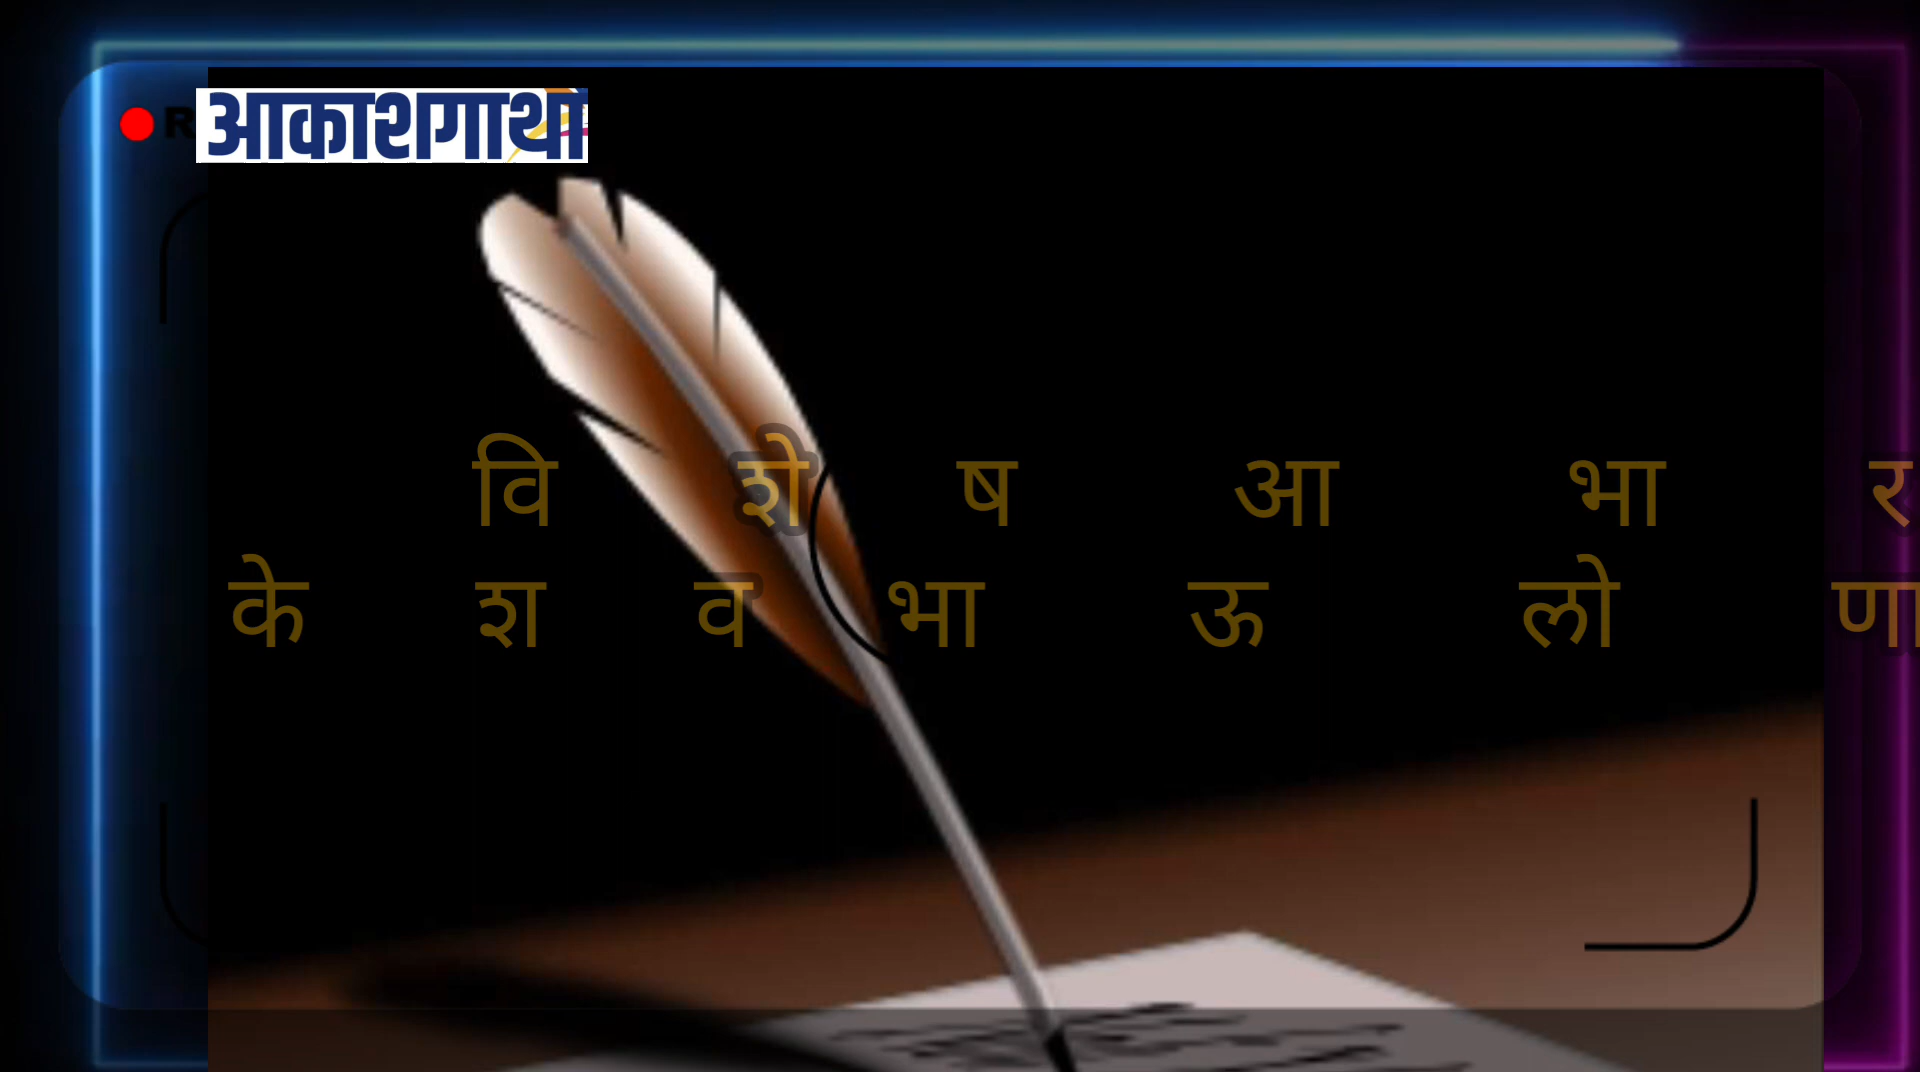 आकाशगाथा
वि शे ष आ भा र
के श व भा ऊ लो णा